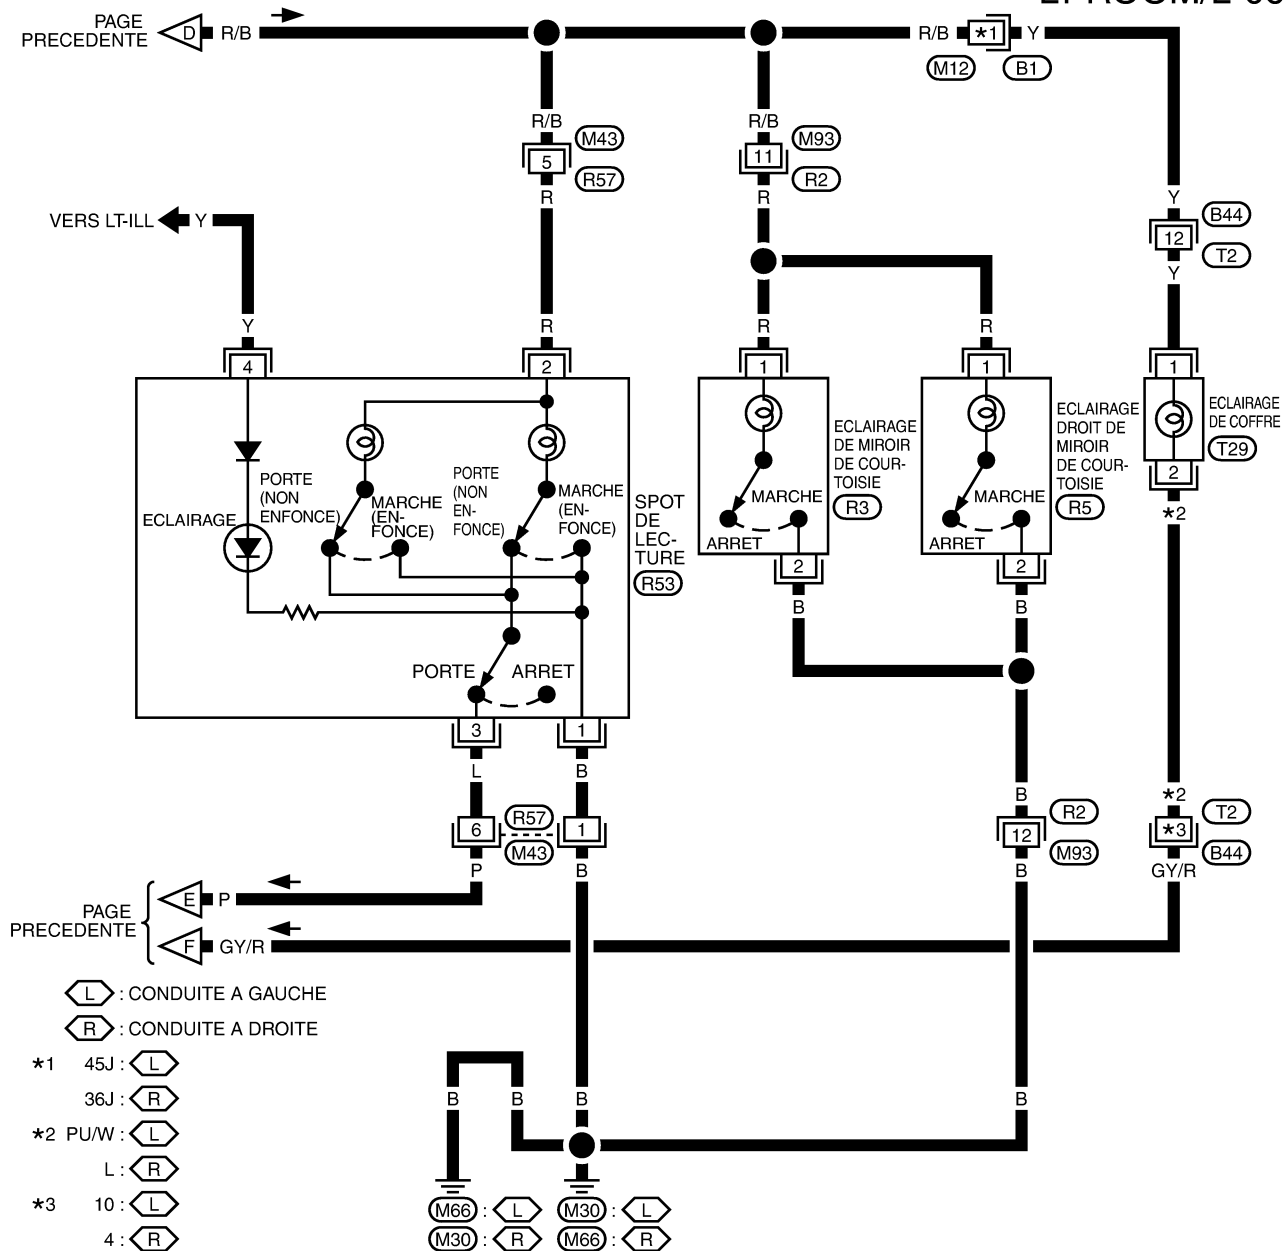 PAGE
PRECEDENTE
D R/B
R/B *1 Y
M12 B1
R/B
M43
5
R57
R
R/B
M93
11
R2
R
Y
B44
12
T2
Y
VERS LT-ILL Y
Y
R
R
R
4
2
1
1
1
ECLAIRAGE
PORTE
(NON
ENFONCE)
MARCHE
(EN-
FONCE)
PORTE
(NON
EN-
FONCE)
MARCHE
(EN-
FONCE)
SPOT
DE
LEC-
TURE
R53
PORTE ARRET
3
1
MARCHE
ARRET
2
ECLAIRAGE
DE MIROIR
DE COUR-
TOISIE
R3
MARCHE
ARRET
2
ECLAIRAGE
DROIT DE
MIROIR
DE COUR-
TOISIE
R5
ECLAIRAGE
DE COFFRE
T29
2
*2
B
B
L
B
6
R57
M43
1
P
B
B
R2
12
M93
B
*2
T2
*3
B44
GY/R
PAGE
PRECEDENTE
E P
F GY/R
L : CONDUITE A GAUCHE
R : CONDUITE A DROITE
*1 45J : L
36J : R
*2 PU/W : L
L : R
*3 10 : L
4 : R
B B B B
M66 : L M30 : L
M30 : R M66 : R